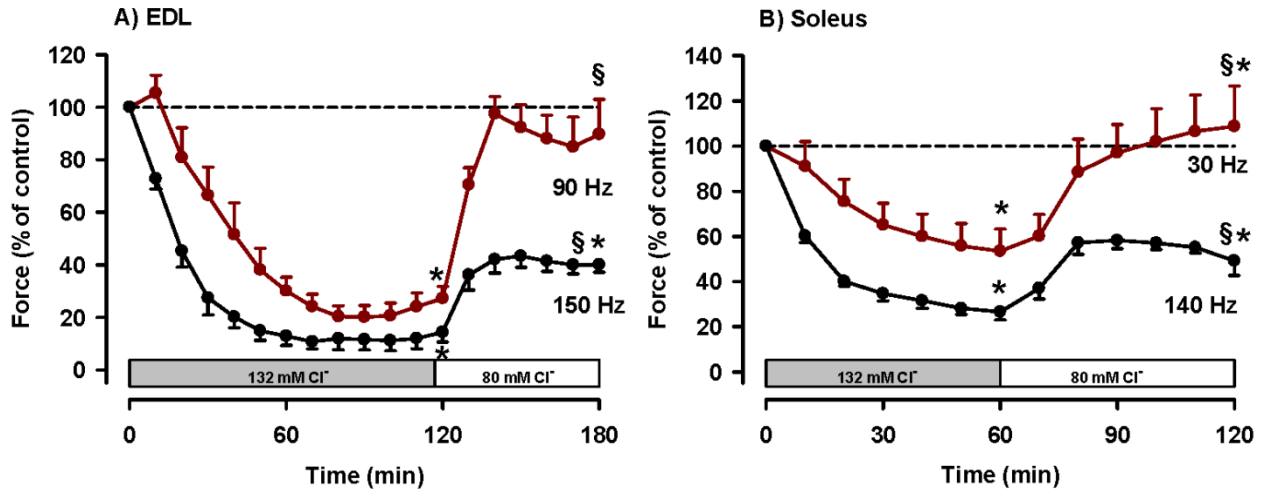 A) EDL
Force (% of control)
120
100
80
60
40
20
0
§
90 Hz
§ *
*
150 Hz
*
132 mM Cl⁻
80 mM Cl⁻
0
60
120
180
Time (min)
B) Soleus
Force (% of control)
140
120
100
80
60
40
20
0
§*
30 Hz
*
§*
*
140 Hz
132 mM Cl⁻
80 mM Cl⁻
0
30
60
90
120
Time (min)